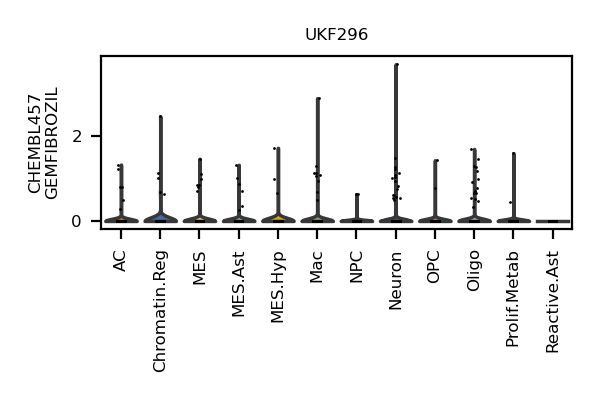 UKF296
CHEMBL457
GEMFIBROZIL
2
0
AC
Chromatin.Reg
MES
MES.Ast
MES.Hyp
Mac
NPC
Neuron
OPC
Oligo
Prolif.Metab
Reactive.Ast